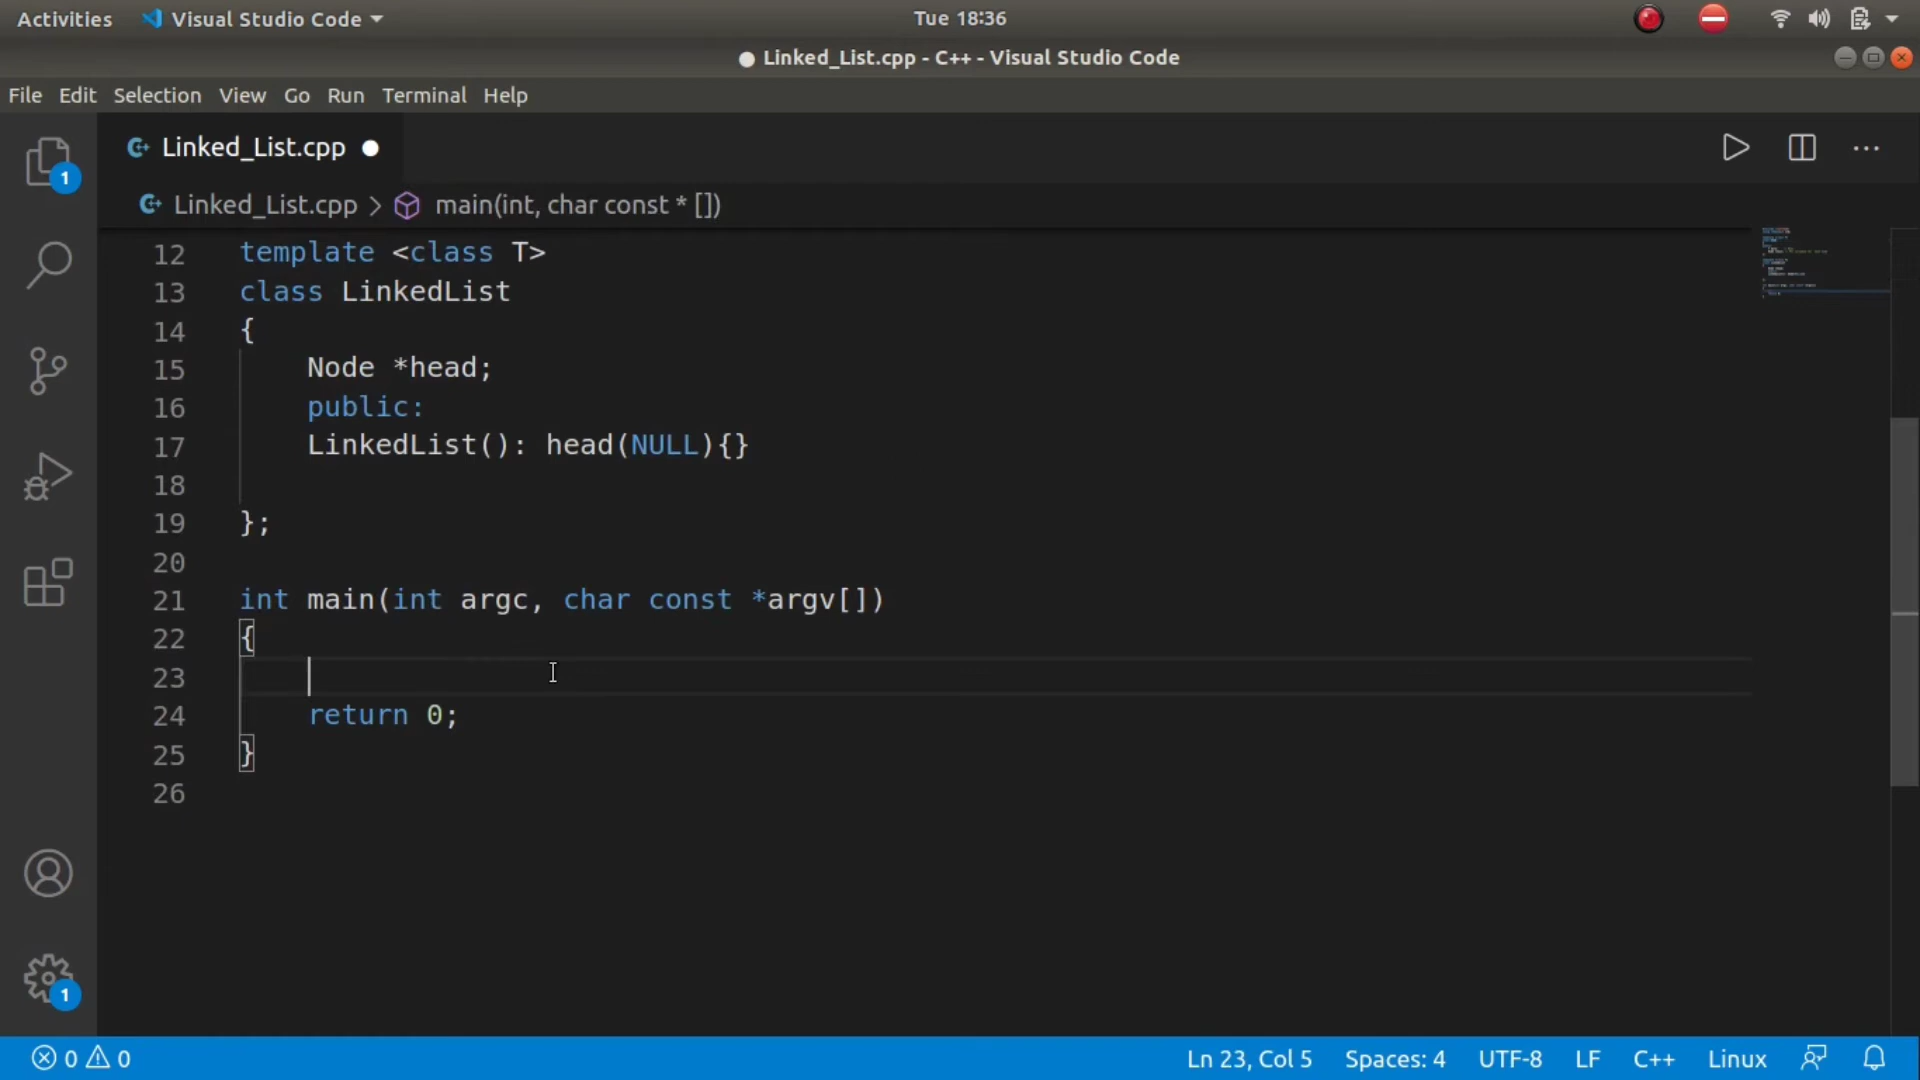 Activities Visual Studio Code Tue 18:36
Linked_List.cpp - C++ - Visual Studio Code
File Edit Selection View Go Run Terminal Help
Linked_List.cpp
1
Linked_List.cpp > main(int, char const * [])
12 template <class T>
13 class LinkedList
14 {
15 Node *head;
16 public:
17 LinkedList(): head(NULL){}
18
19 };
20
21 int main(int argc, char const *argv[])
22 {
23
24 return 0;
25 }
26
1
0 0 Ln 23, Col 5 Spaces: 4 UTF-8 LF C++ Linux